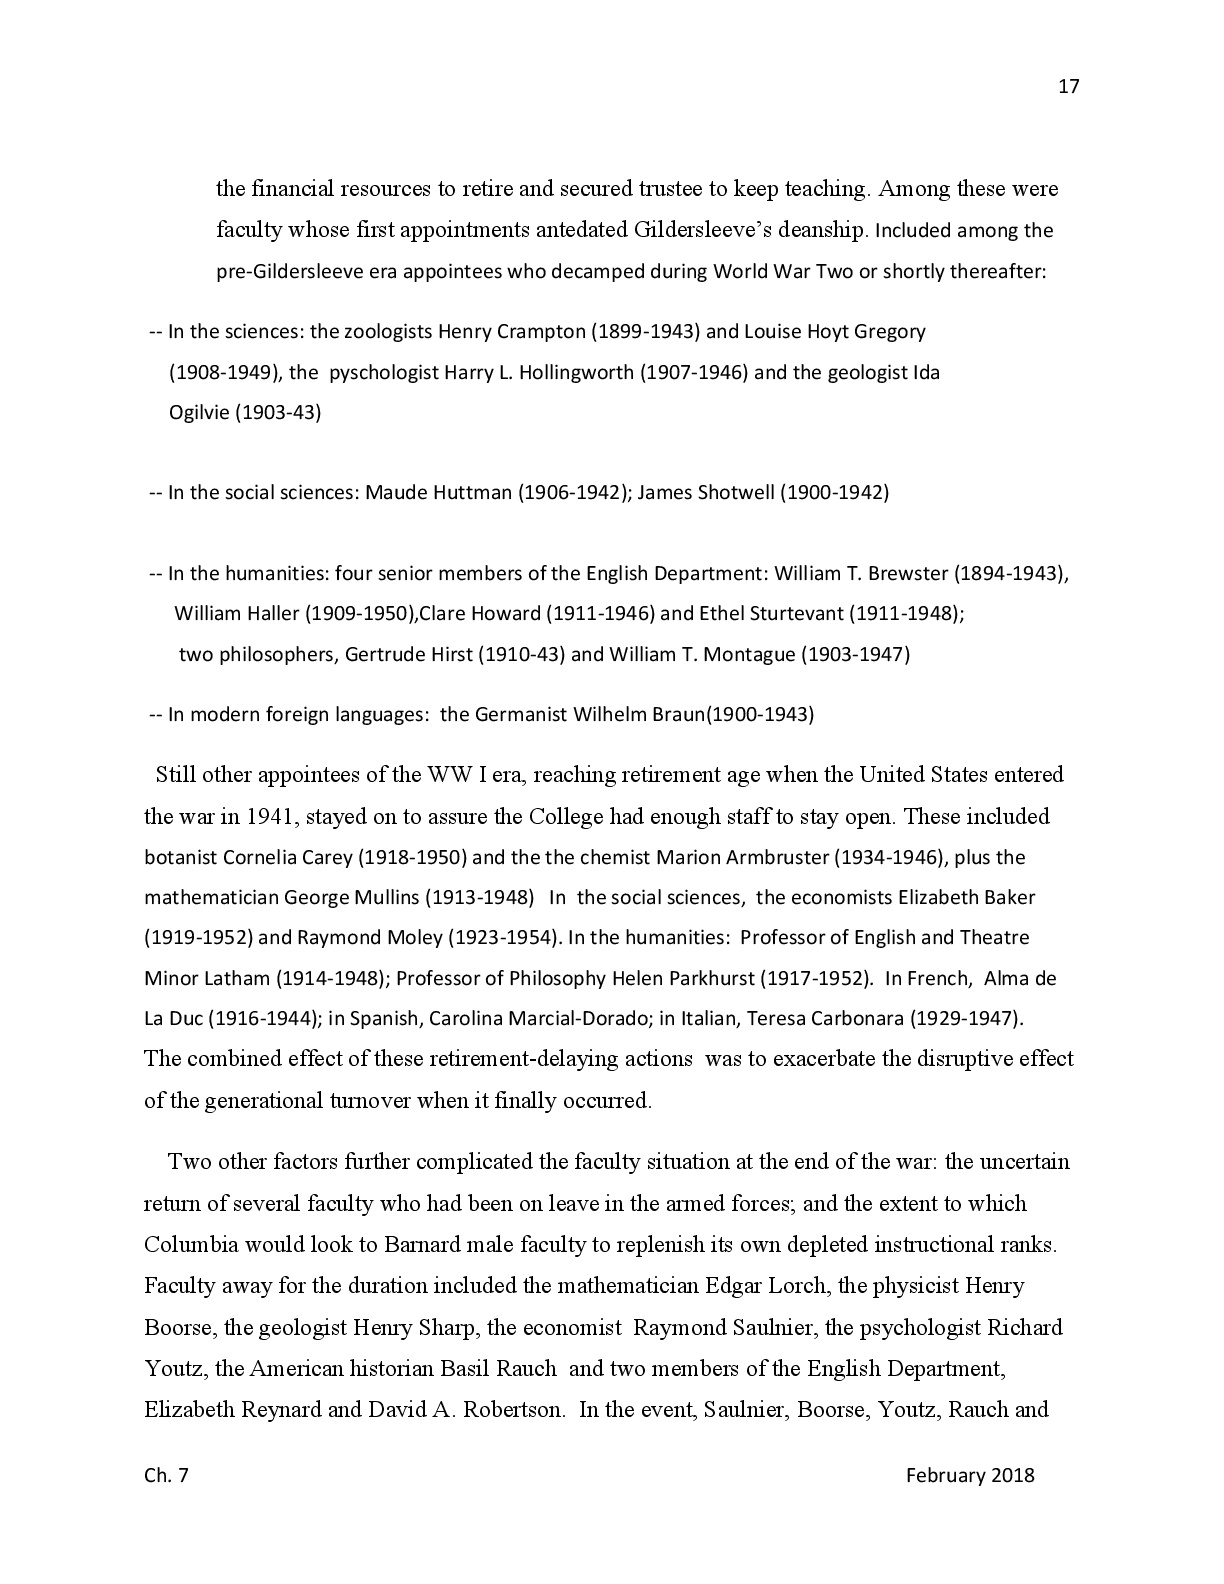 17
the financial resources to retire and secured trustee to keep teaching. Among these were
faculty whose first appointments antedated Gildersleeve’s deanship. Included among the
pre-Gildersleeve era appointees who decamped during World War Two or shortly thereafter:
-- In the sciences: the zoologists Henry Crampton (1899-1943) and Louise Hoyt Gregory
(1908-1949), the  pyschologist Harry L. Hollingworth (1907-1946) and the geologist Ida
Ogilvie (1903-43)
-- In the social sciences: Maude Huttman (1906-1942); James Shotwell (1900-1942)
-- In the humanities: four senior members of the English Department: William T. Brewster (1894-1943),
William Haller (1909-1950),Clare Howard (1911-1946) and Ethel Sturtevant (1911-1948);
two philosophers, Gertrude Hirst (1910-43) and William T. Montague (1903-1947)
-- In modern foreign languages:  the Germanist Wilhelm Braun(1900-1943)
Still other appointees of the WW I era, reaching retirement age when the United States entered
the war in 1941, stayed on to assure the College had enough staff to stay open. These included
botanist Cornelia Carey (1918-1950) and the the chemist Marion Armbruster (1934-1946), plus the
mathematician George Mullins (1913-1948)   In  the social sciences,  the economists Elizabeth Baker
(1919-1952) and Raymond Moley (1923-1954). In the humanities:  Professor of English and Theatre
Minor Latham (1914-1948); Professor of Philosophy Helen Parkhurst (1917-1952).  In French,  Alma de
La Duc (1916-1944); in Spanish, Carolina Marcial-Dorado; in Italian, Teresa Carbonara (1929-1947).
The combined effect of these retirement-delaying actions  was to exacerbate the disruptive effect
of the generational turnover when it finally occurred.
Two other factors further complicated the faculty situation at the end of the war: the uncertain
return of several faculty who had been on leave in the armed forces; and the extent to which
Columbia would look to Barnard male faculty to replenish its own depleted instructional ranks.
Faculty away for the duration included the mathematician Edgar Lorch, the physicist Henry
Boorse, the geologist Henry Sharp, the economist  Raymond Saulnier, the psychologist Richard
Youtz, the American historian Basil Rauch  and two members of the English Department,
Elizabeth Reynard and David A. Robertson.  In the event, Saulnier, Boorse, Youtz, Rauch and
Ch. 7 February 2018